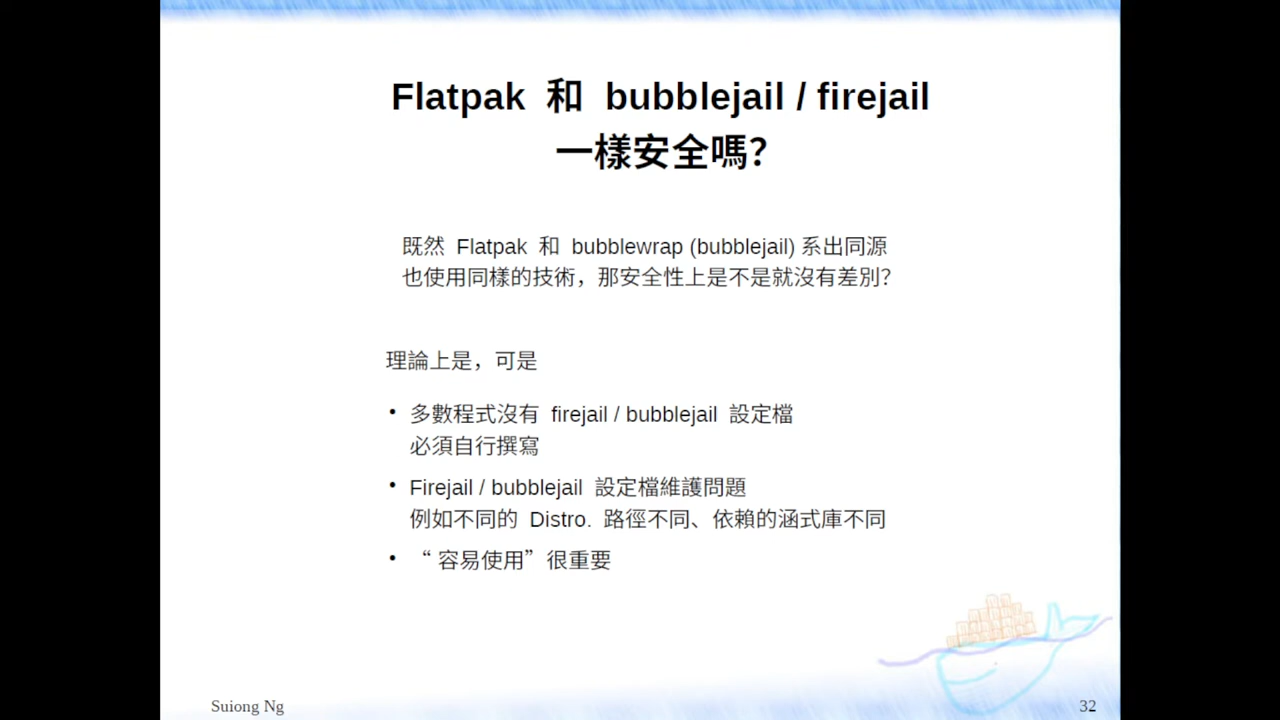 Flatpak 和 bubblejail / firejail
一樣安全嗎？
既然 Flatpak 和 bubblewrap (bubblejail) 系出同源
也使用同樣的技術，那安全性上是不是就沒有差別？
理論上是，可是
• 多數程式沒有 firejail / bubblejail 設定檔
必須自行撰寫
• Firejail / bubblejail 設定檔維護問題
例如不同的 Distro. 路徑不同、依賴的涵式庫不同
• “ 容易使用” 很重要
Suiong Ng
32